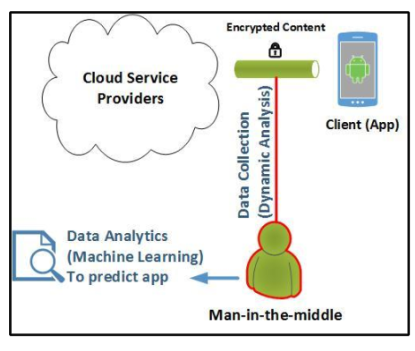 Encrypted Content
Cloud Service
Providers
Client (App)
Data Collection
(Dynamic Analysis)
Data Analytics
(Machine Learning)
To predict app
Man-in-the-middle